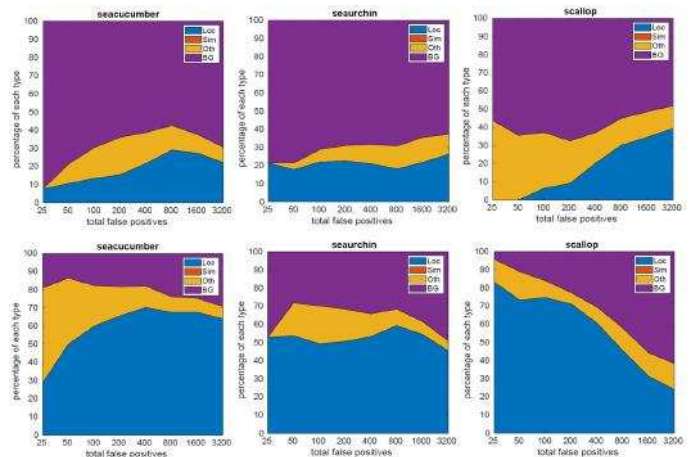 seacucumber seaurchin scallop
percentage of each type
100
90
80
70
60
50
40
30
20
10
0
Loc
Sim
Oth
BG
25 50 100 200 400 800 1600 3200
total false positives
percentage of each type
100
90
80
70
60
50
40
30
20
10
0
Loc
Sim
Oth
BG
25 50 100 200 400 800 1600 3200
total false positives
percentage of each type
100
90
80
70
60
50
40
30
20
10
0
Loc
Sim
Oth
BG
25 50 100 200 400 800 1600 3200
total false positives
seacucumber seaurchin scallop
percentage of each type
100
90
80
70
60
50
40
30
20
10
0
Loc
Sim
Oth
BG
25 50 100 200 400 800 1600 3200
total false positives
percentage of each type
100
90
80
70
60
50
40
30
20
10
0
Loc
Sim
Oth
BG
25 50 100 200 400 800 1600 3200
total false positives
percentage of each type
100
90
80
70
60
50
40
30
20
10
0
Loc
Sim
Oth
BG
25 50 100 200 400 800 1600 3200
total false positives